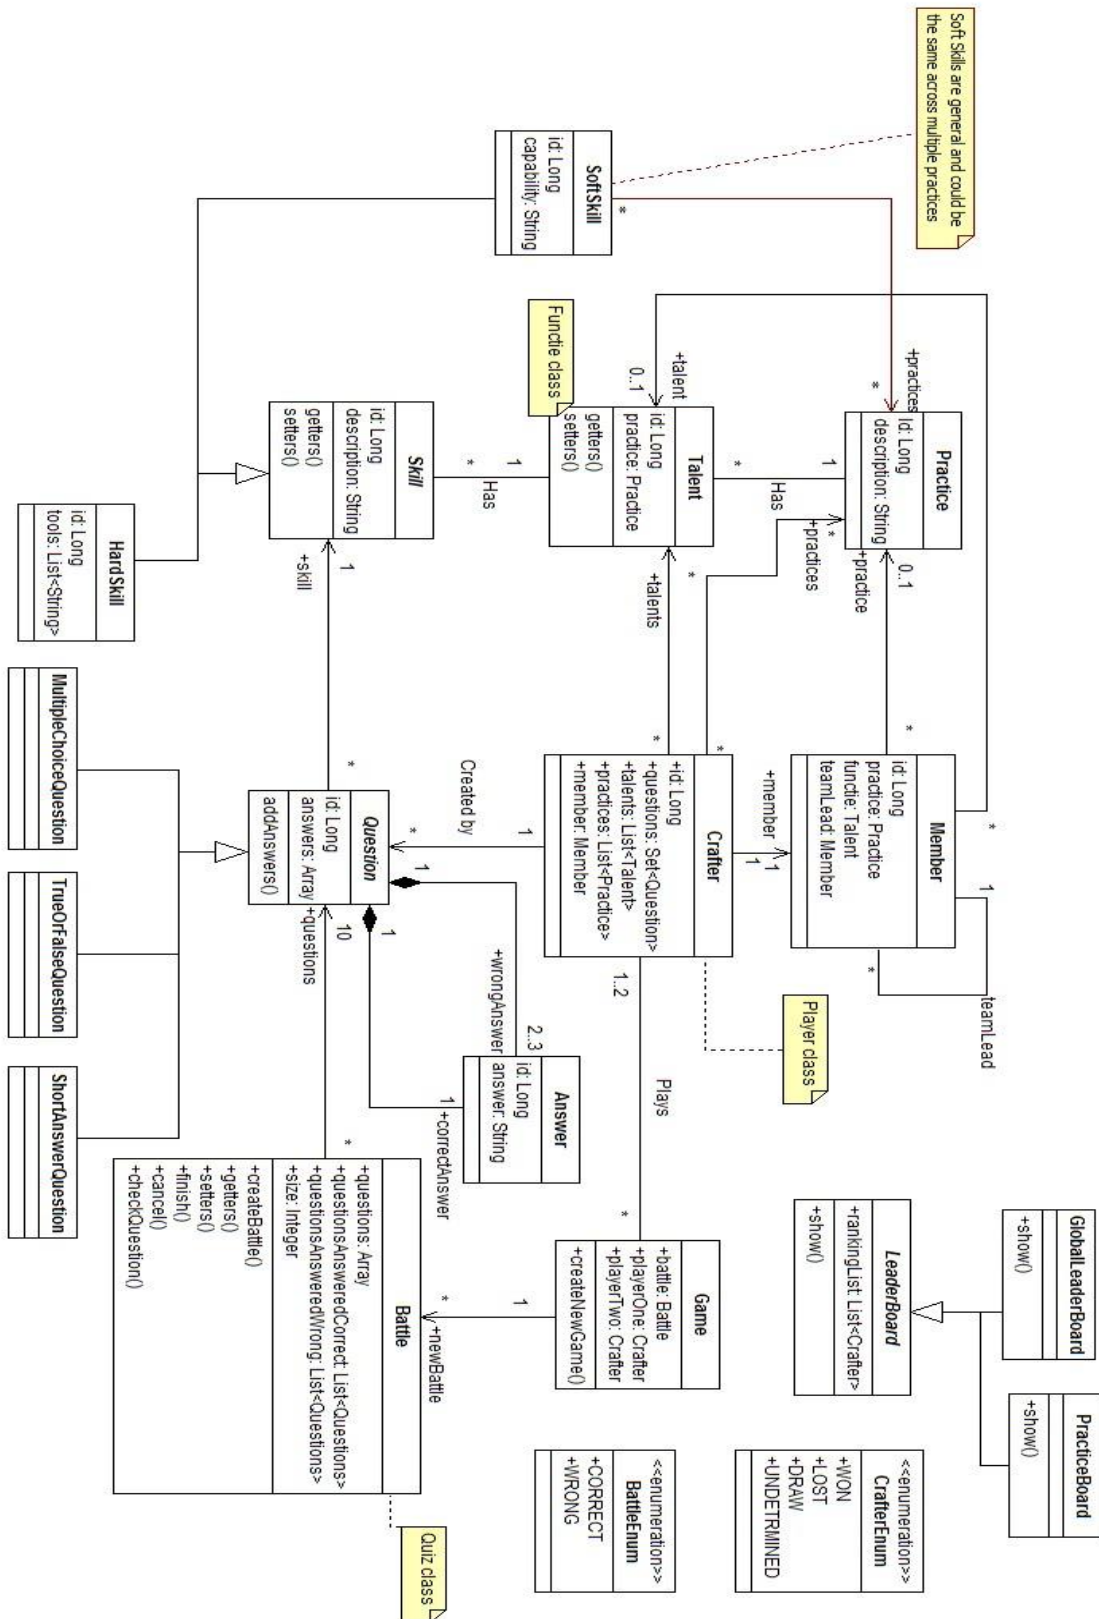 Soft Skills are general and could be
the same across multiple practices
SoftSkill
id: Long
capability: String
*
+practices
*
Practice
Id: Long
description: String
1
Has
*
*
+practices
*
+practice
0..1
*
+talent
0..1
Talent
id: Long
practice: Practice
getters()
setters()
Functie class
1
Has
*
+talents
*
*
Skill
id: Long
description: String
getters()
setters()
1
+skill
*
HardSkill
id: Long
tools: List<String>
Member
id: Long
practice: Practice
functie: Talent
teamLead: Member
*
1
*
teamLead
+member
1
1
Crafter
+id: Long
+questions: Set<Question>
+talents: List<Talent>
+practices: List<Practice>
+member: Member
Player class
1
Created by
*
1..2
Plays
*
Question
id: Long
answers: Array
addAnswers()
1
1
+wrongAnswer
2..3
1
+correctAnswer
Answer
id: Long
answer: String
10
+questions
*
MultipleChoiceQuestion
TrueOrFalseQuestion
ShortAnswerQuestion
Game
+battle: Battle
+playerOne: Crafter
+playerTwo: Crafter
+createNewGame()
1
*
+newBattle
Battle
+questions: Array
+questionsAnsweredCorrect: List<Questions>
+questionsAnsweredWrong: List<Questions>
+size: Integer
+createBattle()
+getters()
+setters()
+finish()
+cancel()
+checkQuestion()
Quiz class
LeaderBoard
+rankingList: List<Crafter>
+show()
GlobalLeaderBoard
+show()
PracticeBoard
+show()
<<enumeration>>
CrafterEnum
+WON
+LOST
+DRAW
+UNDETRMINED
<<enumeration>>
BattleEnum
+CORRECT
+WRONG